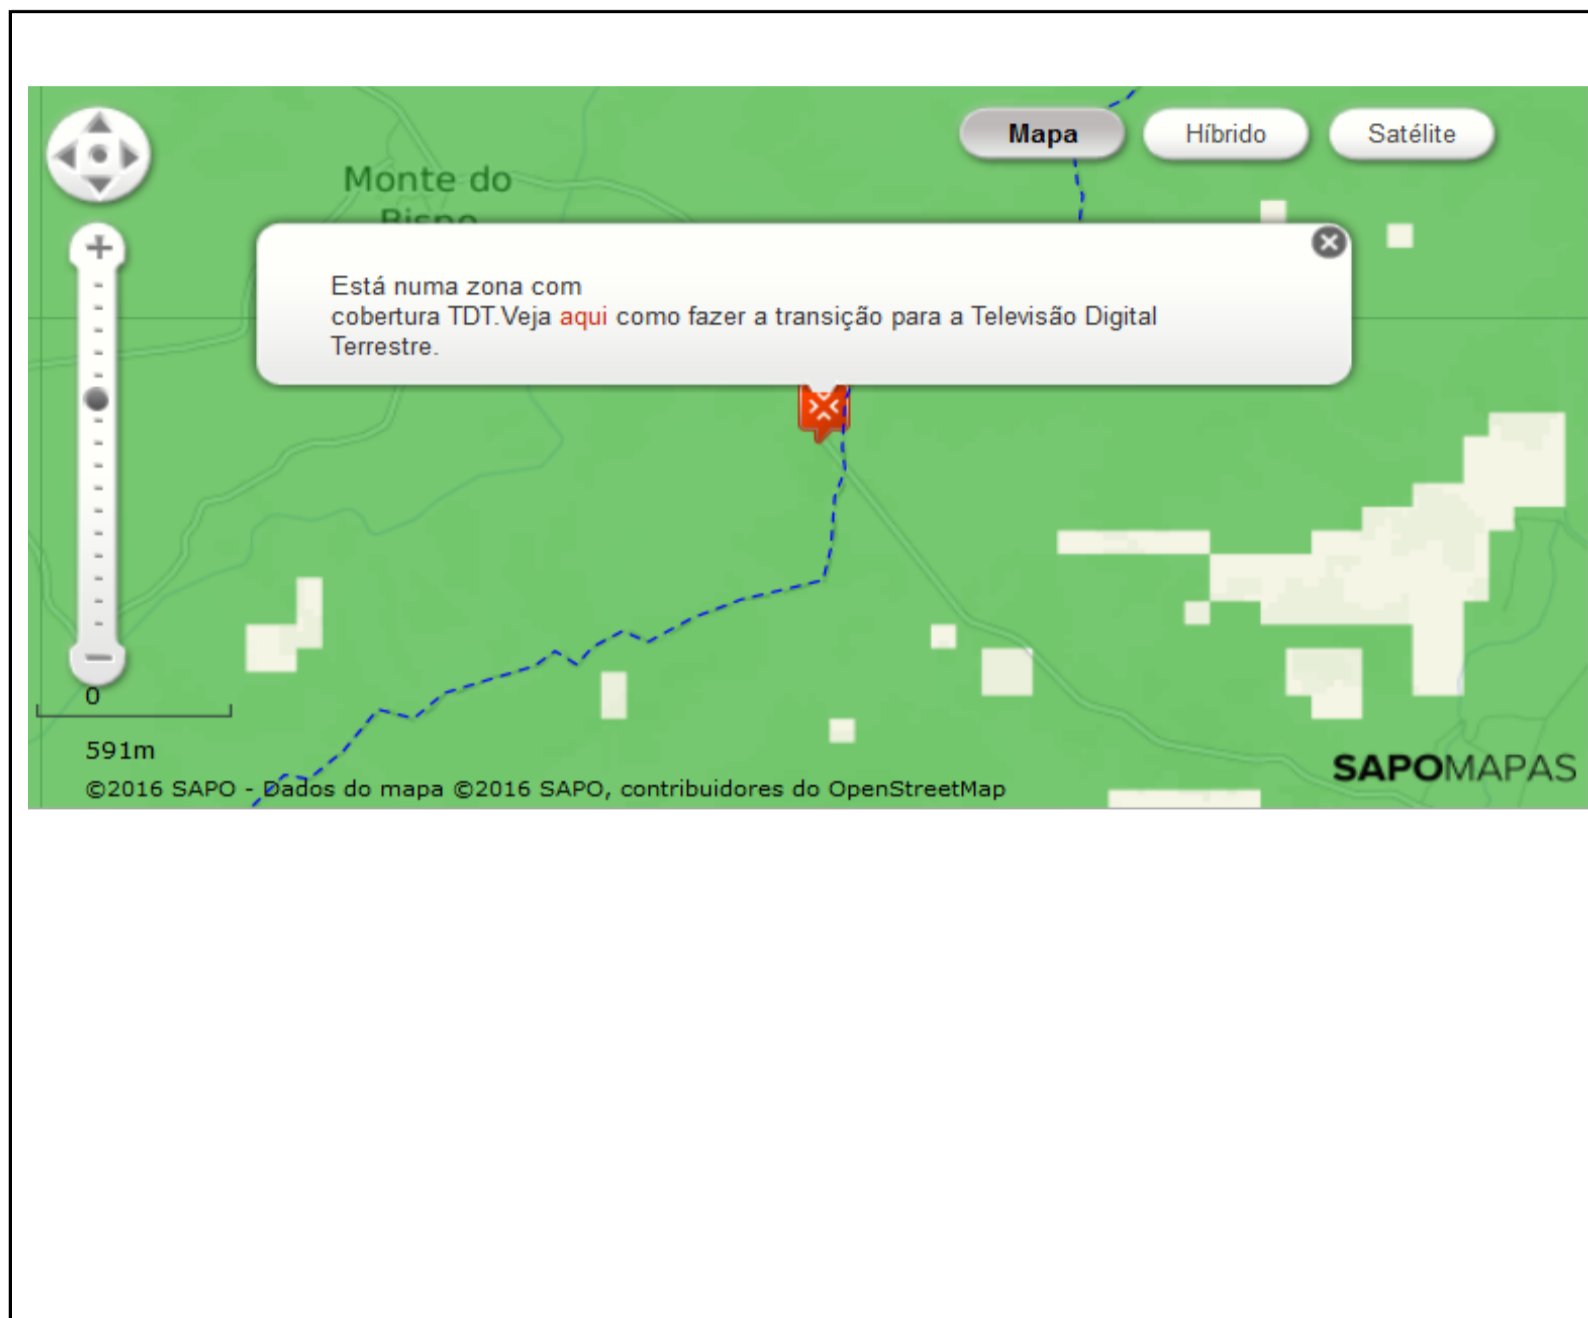 Mapa
Híbrido
Satélite
Monte do
Bispo
Está numa zona com
cobertura TDT.Veja aqui como fazer a transição para a Televisão Digital
Terrestre.
0
591m
SAPOMAPAS
©2016 SAPO - Dados do mapa ©2016 SAPO, contribuidores do OpenStreetMap